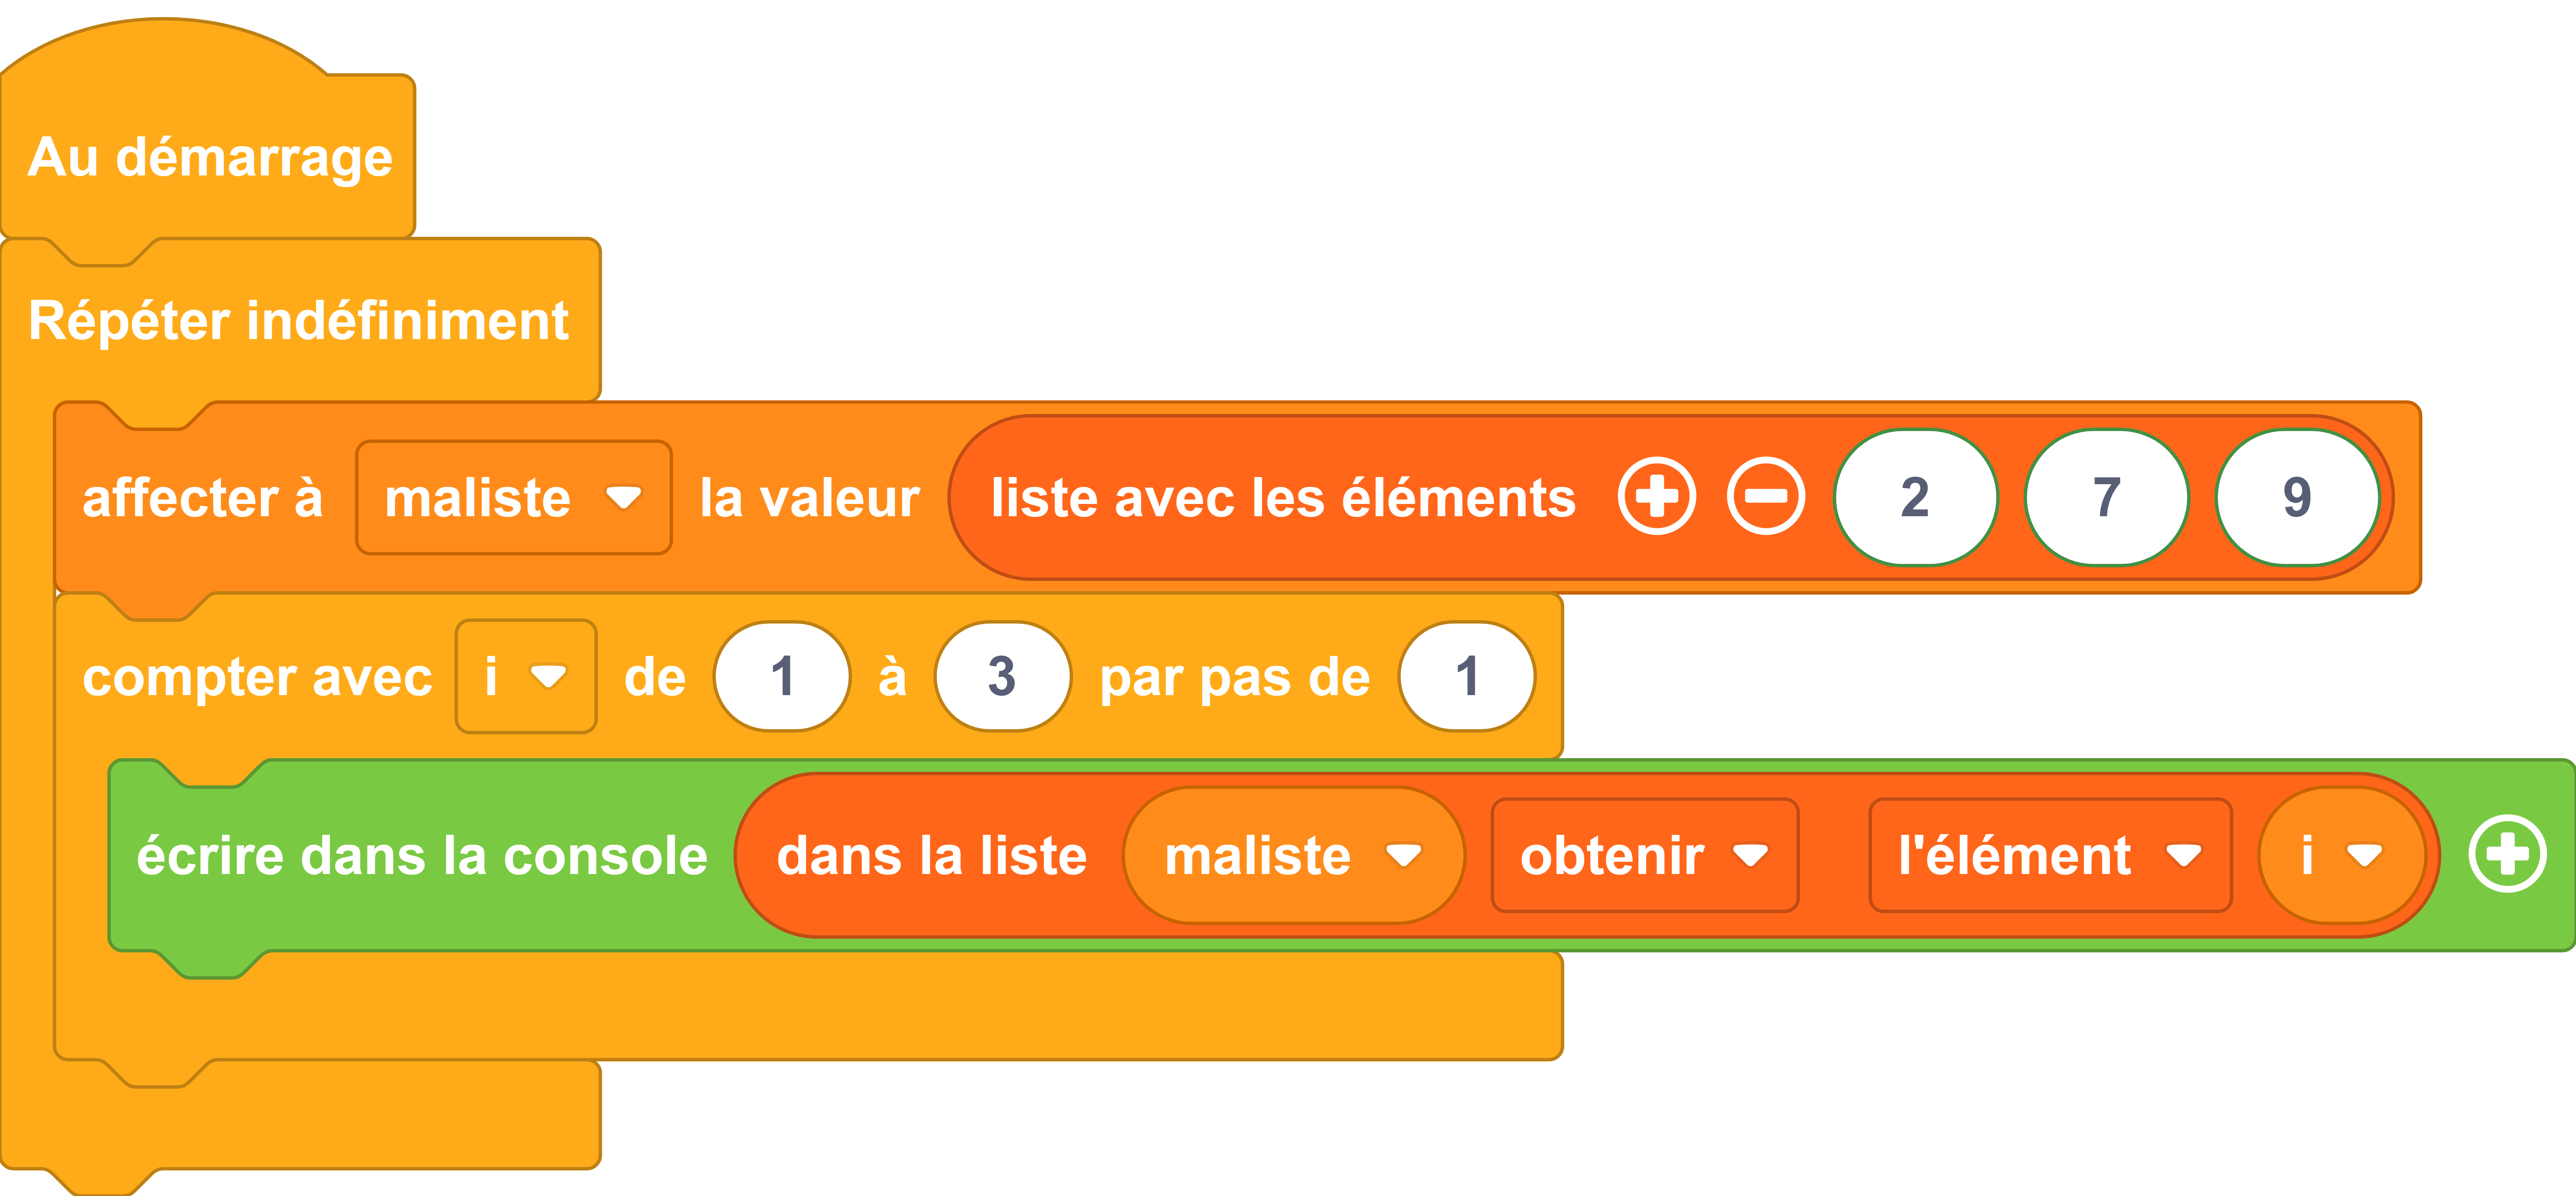 Au démarrage
Répéter indéfiniment
affecter à maliste la valeur liste avec les éléments 2 7 9
compter avec i de 1 à 3 par pas de 1
écrire dans la console dans la liste maliste obtenir l'élément i